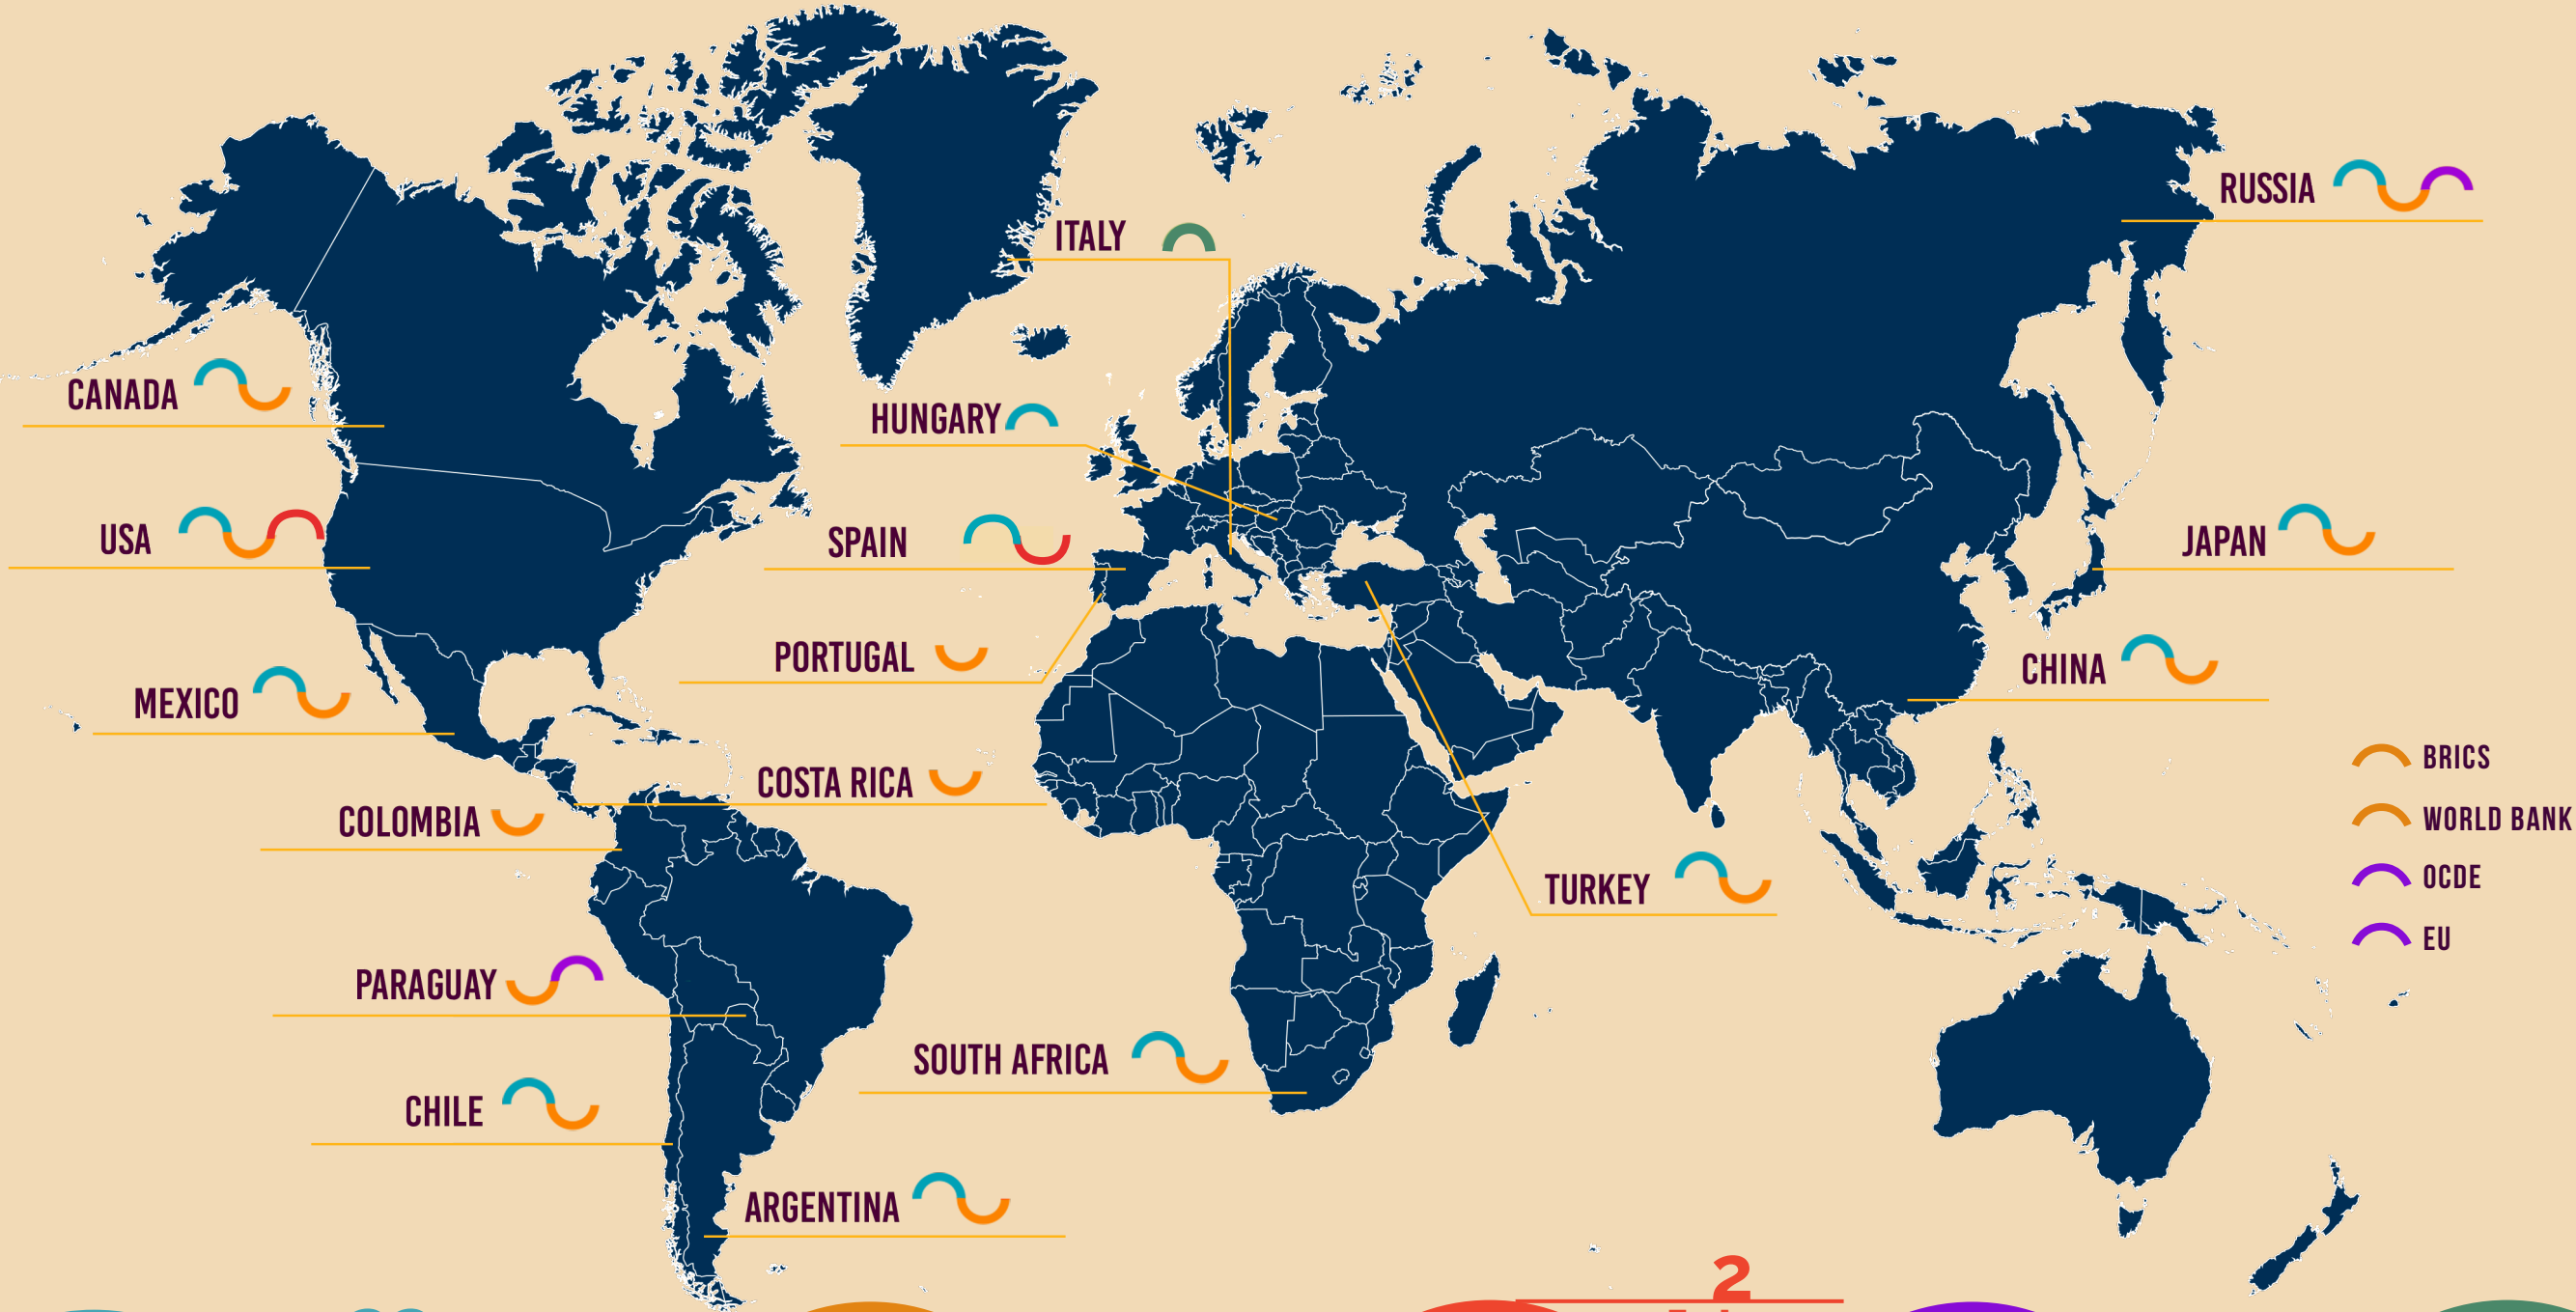 RUSSIA
ITALY
CANADA
HUNGARY
USA
SPAIN
JAPAN
PORTUGAL
CHINA
MEXICO
BRICS
COSTA RICA
COLOMBIA
WORLD BANK
OCDE
TURKEY
EU
PARAGUAY
SOUTH AFRICA
CHILE
ARGENTINA
2